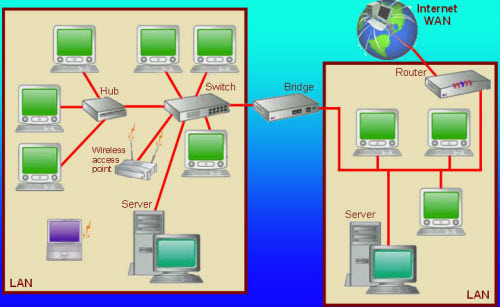 Internet
WAN
Router
Hub
Switch
Bridge
Wireless
access
point
Server
Server
LAN
LAN